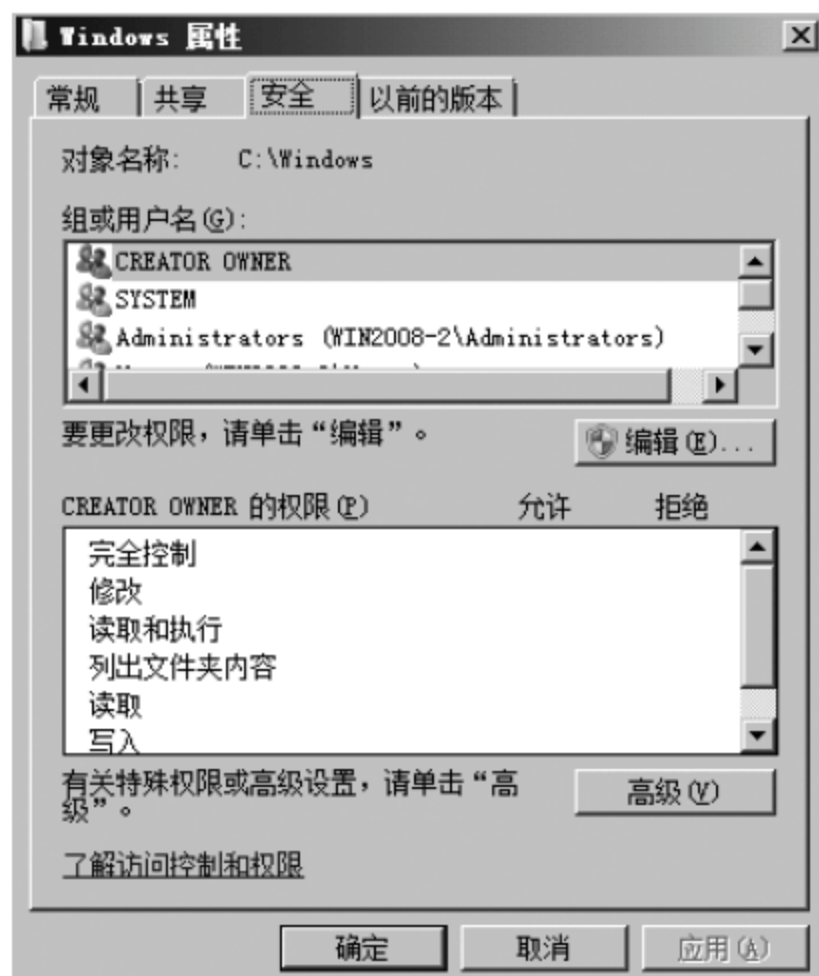 Windows 属性
常规 共享 安全 以前的版本
对象名称: C:\Windows
组或用户名(G):
CREATOR OWNER
SYSTEM
Administrators (WIN2008-2\Administrators)
要更改权限，请单击“编辑”。 编辑(E)...
CREATOR OWNER 的权限(P) 允许 拒绝
完全控制
修改
读取和执行
列出文件夹内容
读取
写入
有关特殊权限或高级设置，请单击“高
级”。 高级(V)
了解访问控制和权限
确定 取消 应用(A)